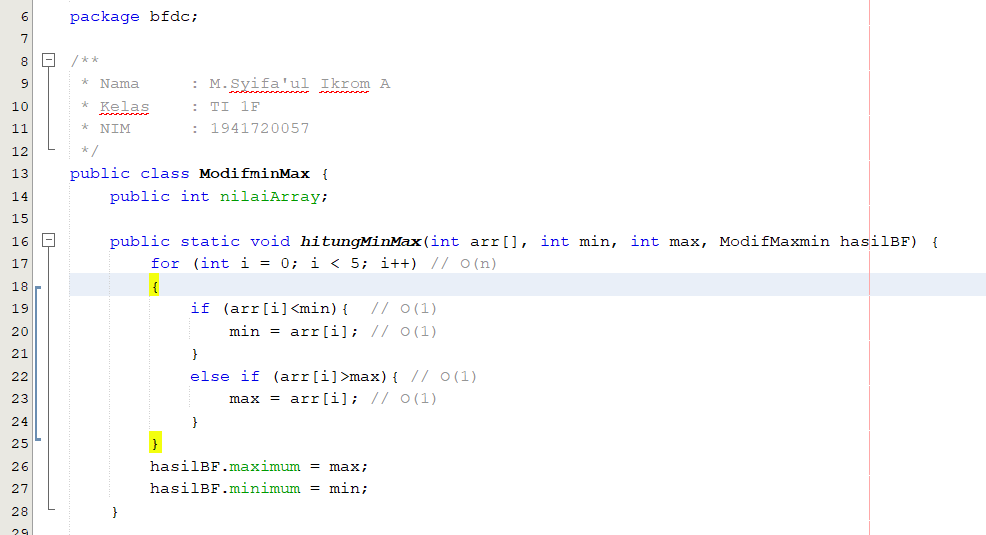 6 package bfdc;
7
8 /**
9 * Nama : M.Syifa'ul Ikrom A
10 * Kelas : TI 1F
11 * NIM : 1941720057
12 */
13 public class ModifminMax {
14 public int nilaiArray;
15
16 public static void hitungMinMax(int arr[], int min, int max, ModifMaxmin hasilBF) {
17 for (int i = 0; i < 5; i++) // O(n)
18 {
19 if (arr[i]<min){ // O(1)
20 min = arr[i]; // O(1)
21 }
22 else if (arr[i]>max){ // O(1)
23 max = arr[i]; // O(1)
24 }
25 }
26 hasilBF.maximum = max;
27 hasilBF.minimum = min;
28 }
29